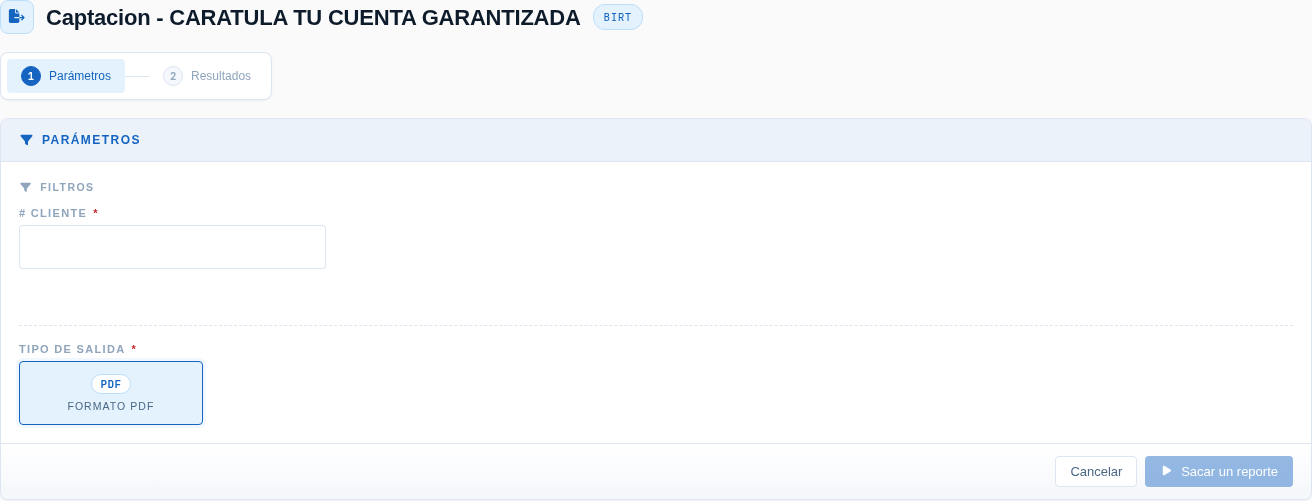 Captacion - CARATULA TU CUENTA GARANTIZADA BIRT
1 Parámetros 2 Resultados
PARÁMETROS
FILTROS
# CLIENTE *
TIPO DE SALIDA *
PDF
FORMATO PDF
Cancelar Sacar un reporte